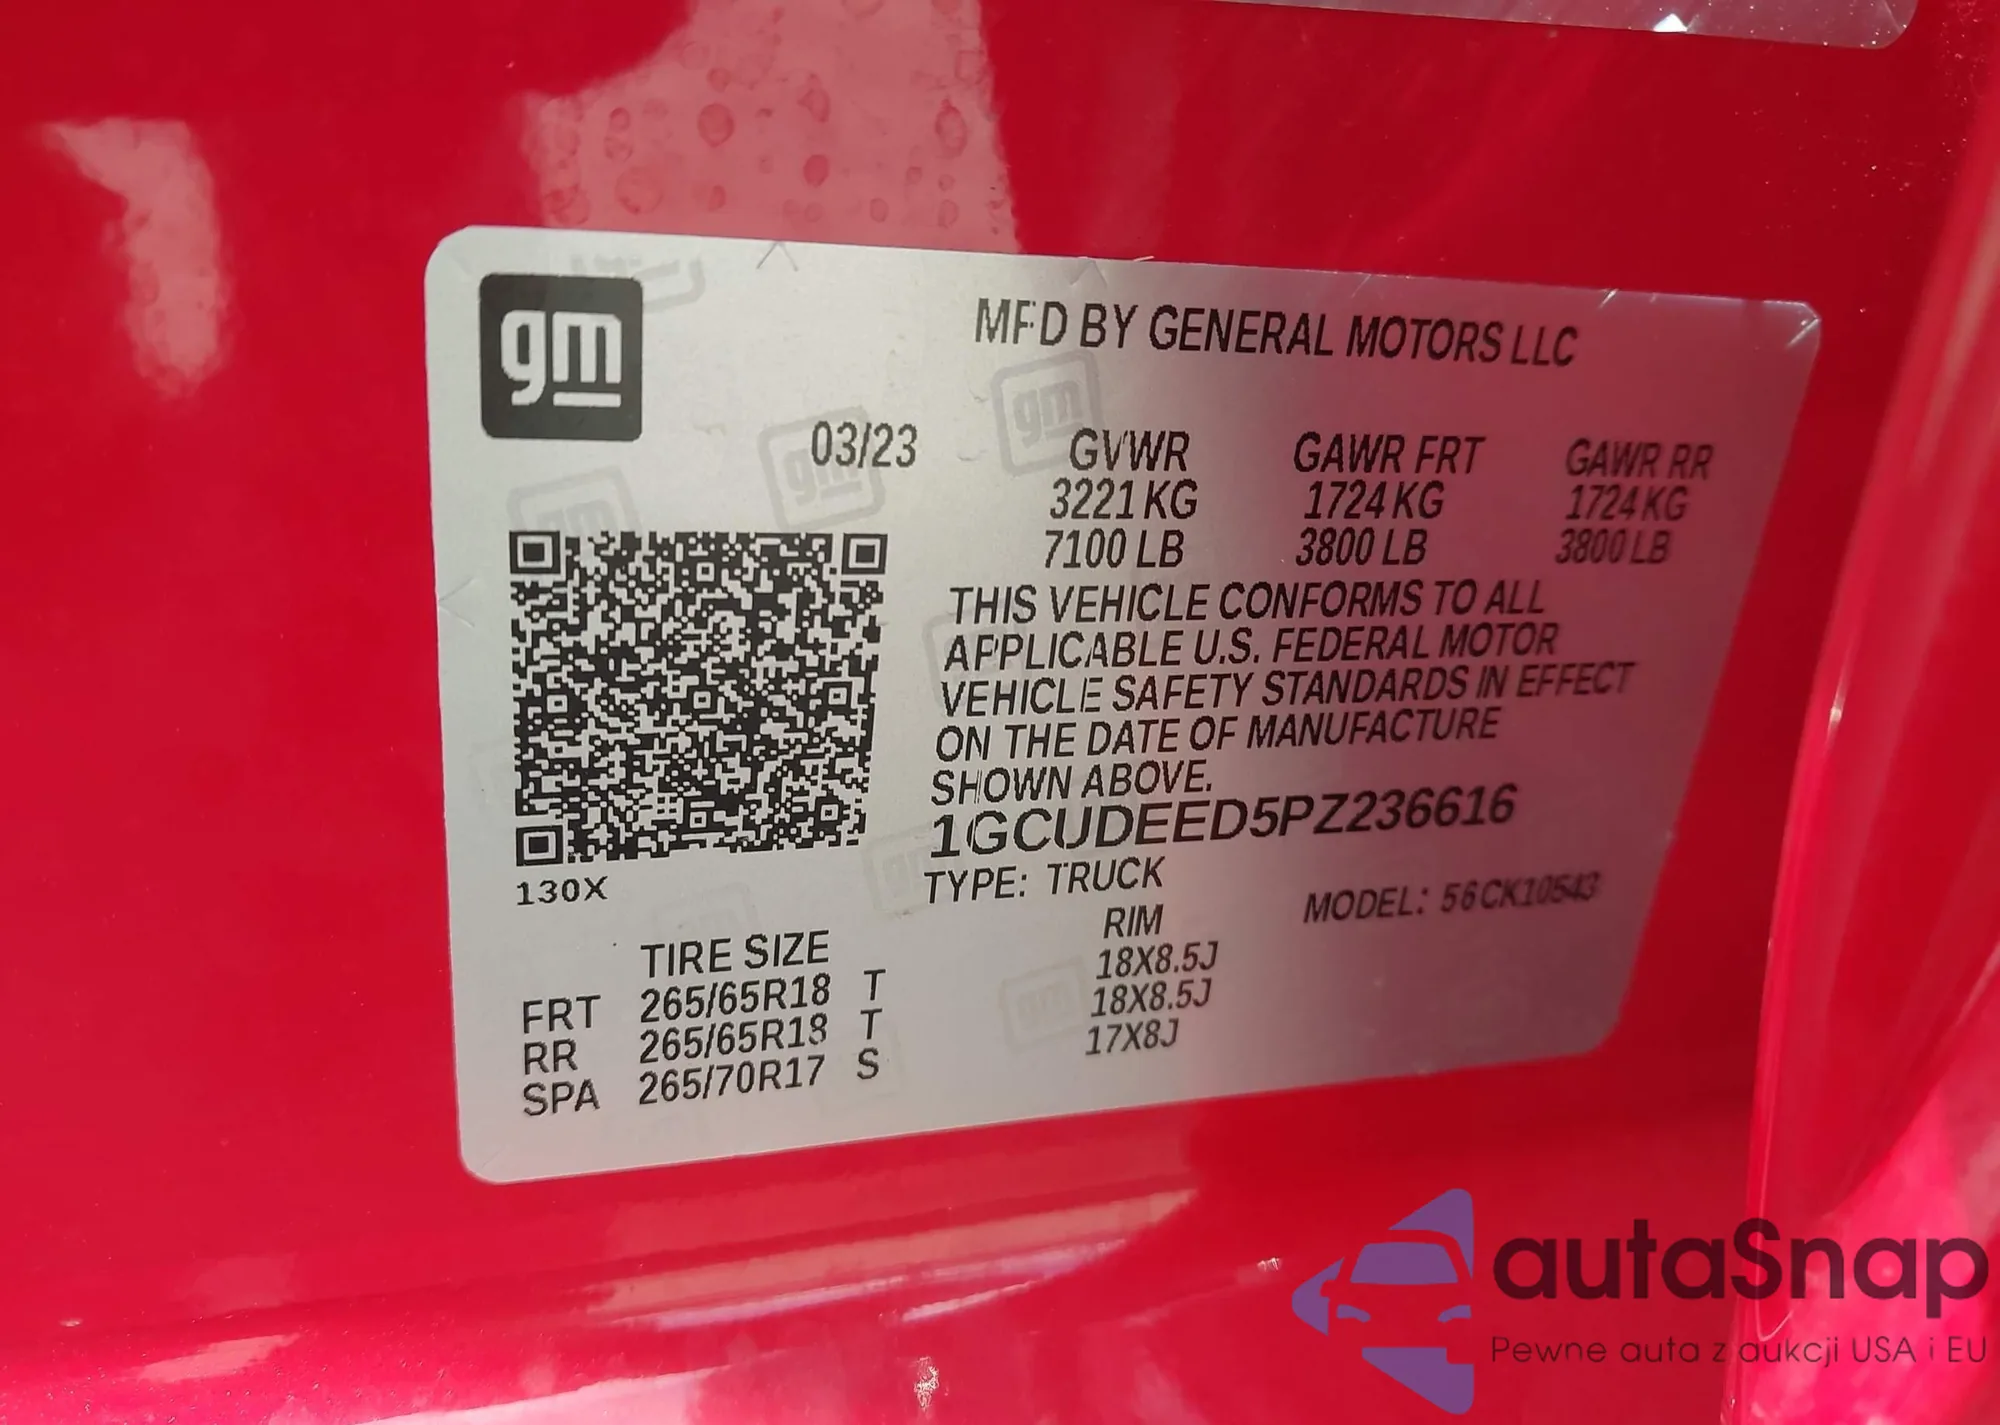 gm
MFD BY GENERAL MOTORS LLC
03/23
GVWR GAWR FRT GAWR RR
3221 KG 1724 KG 1724 KG
7100 LB 3800 LB 3800 LB
THIS VEHICLE CONFORMS TO ALL
APPLICABLE U.S. FEDERAL MOTOR
VEHICLE SAFETY STANDARDS IN EFFECT
ON THE DATE OF MANUFACTURE
SHOWN ABOVE.
1GCUDEED5PZ236616
TYPE: TRUCK
MODEL: 56CK10543
130X
TIRE SIZE RIM
FRT 265/65R18 T 18X8.5J
RR 265/65R18 T 18X8.5J
SPA 265/70R17 S 17X8J
autaSnap
Pewne auta z aukcji USA i EU